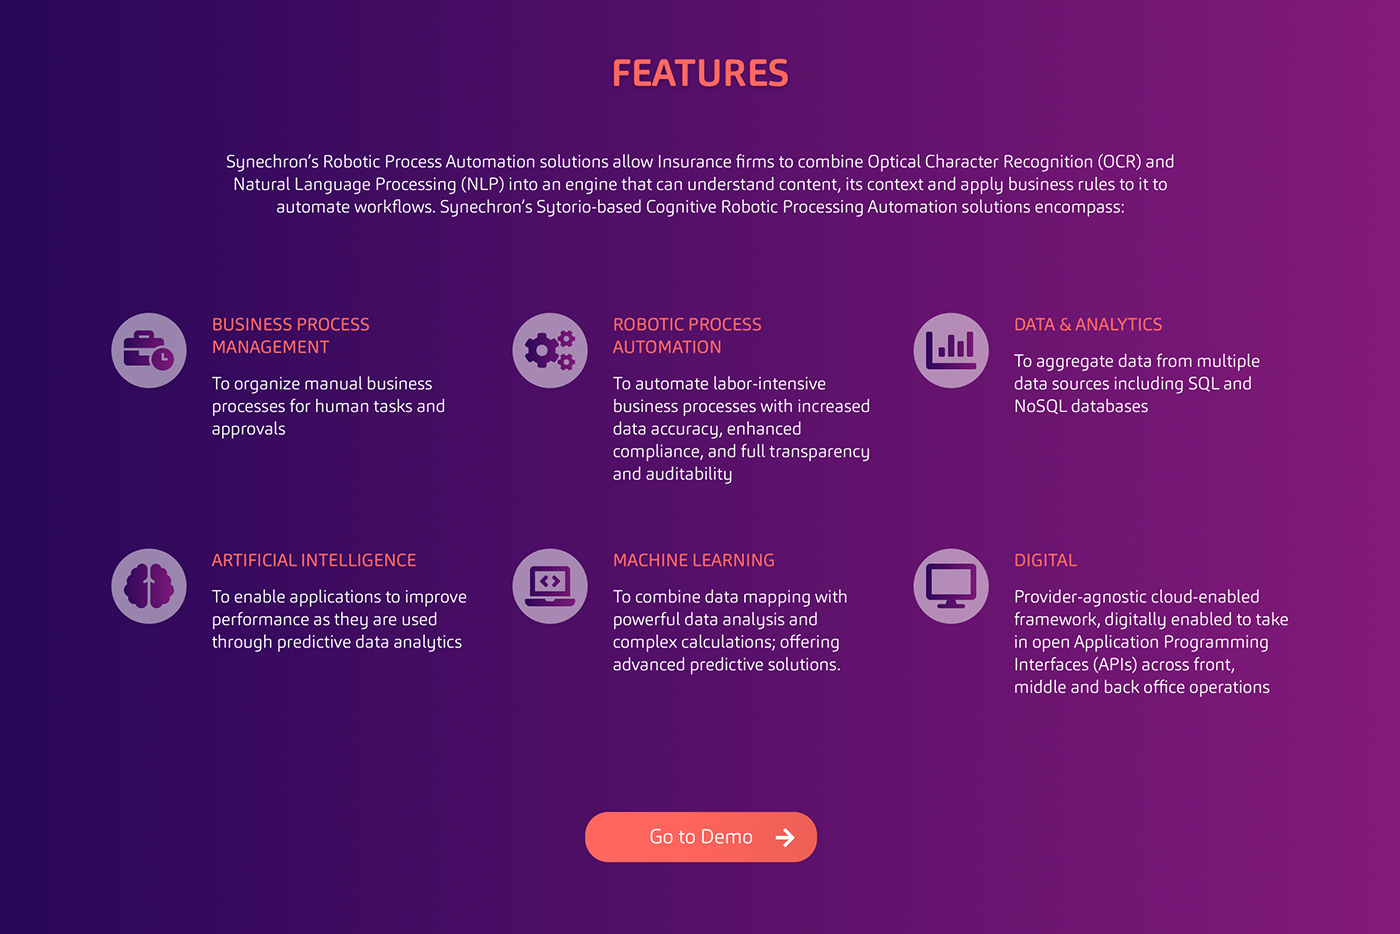 FEATURES
Synechron's Robotic Process Automation solutions allow Insurance firms to combine Optical Character Recognition (OCR) and
Natural Language Processing (NLP) into an engine that can understand content, its context and apply business rules to it to
automate workflows. Synechron's Sytorio-based Cognitive Robotic Processing Automation solutions encompass:
BUSINESS PROCESS
MANAGEMENT
To organize manual business
processes for human tasks and
approvals
ROBOTIC PROCESS
AUTOMATION
To automate labor-intensive
business processes with increased
data accuracy, enhanced
compliance, and full transparency
and auditability
DATA & ANALYTICS
To aggregate data from multiple
data sources including SQL and
NoSQL databases
ARTIFICIAL INTELLIGENCE
To enable applications to improve
performance as they are used
through predictive data analytics
MACHINE LEARNING
To combine data mapping with
powerful data analysis and
complex calculations; offering
advanced predictive solutions.
DIGITAL
Provider-agnostic cloud-enabled
framework, digitally enabled to take
in open Application Programming
Interfaces (APIs) across front,
middle and back office operations
Go to Demo